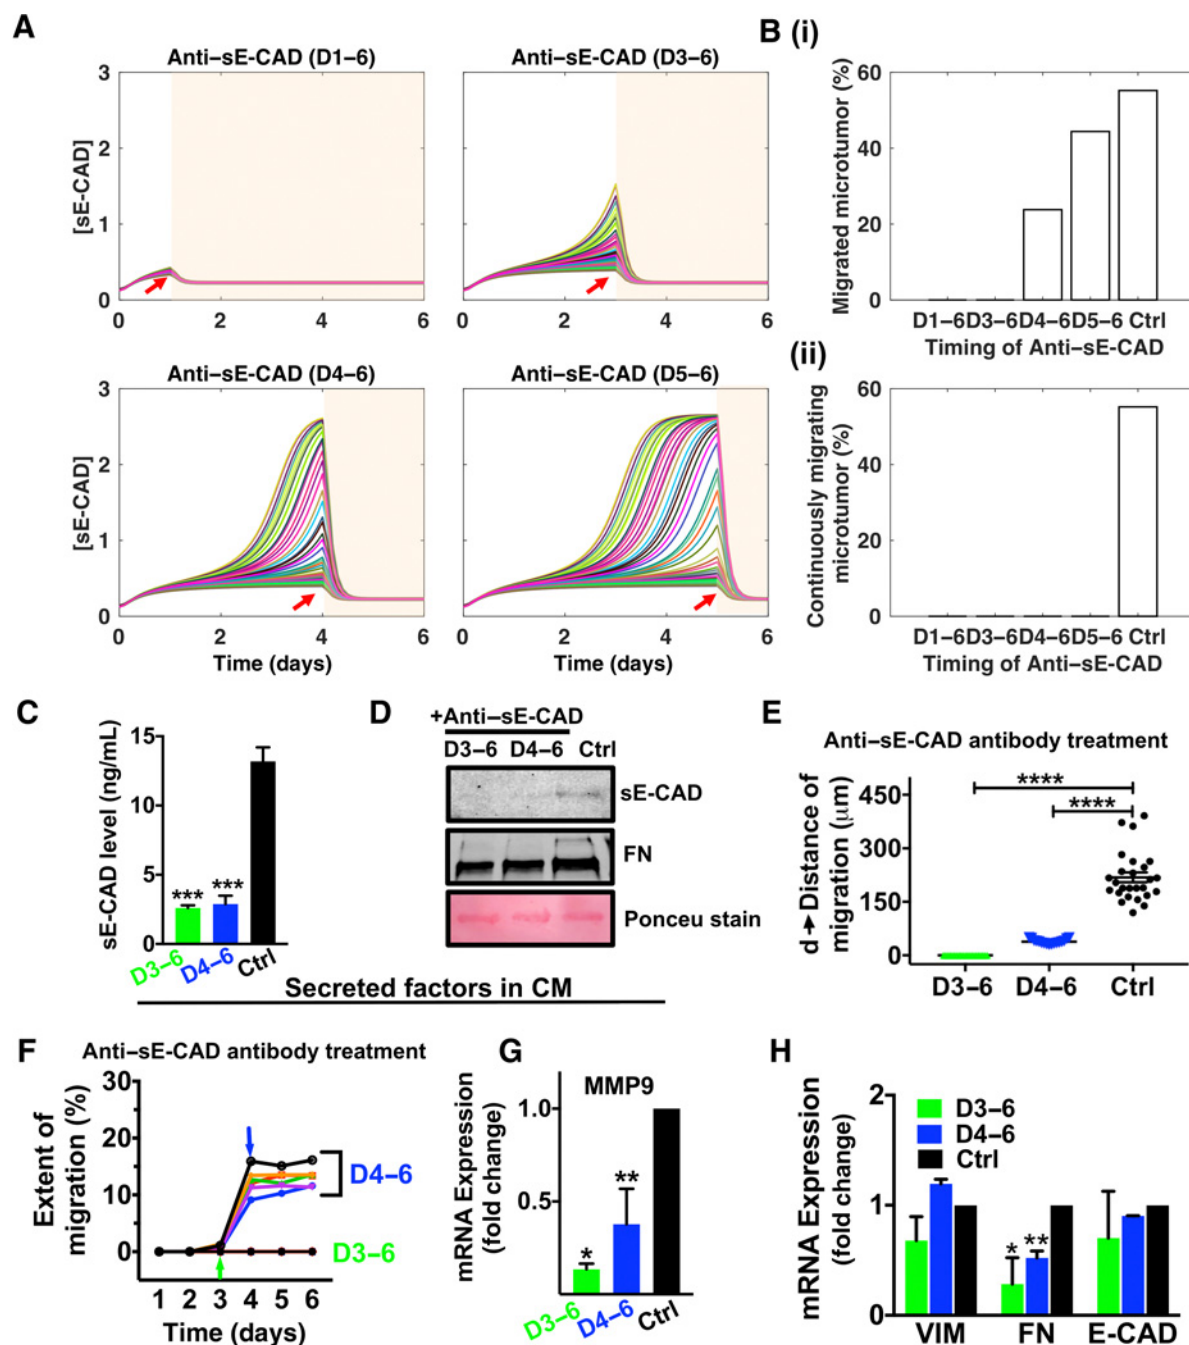 A
Anti–sE-CAD (D1–6)
Anti–sE-CAD (D3–6)
[sE-CAD]
3
2
1
0
0 2 4 6
0 2 4 6
Anti–sE-CAD (D4–6)
Anti–sE-CAD (D5–6)
[sE-CAD]
3
2
1
0
0 2 4 6
0 2 4 6
Time (days)
Time (days)
B (i)
Migrated microtumor (%)
60
40
20
0
D1–6 D3–6 D4–6 D5–6 Ctrl
Timing of Anti–sE-CAD
(ii)
Continuously migrating
microtumor (%)
60
40
20
0
D1–6 D3–6 D4–6 D5–6 Ctrl
Timing of Anti–sE-CAD
C
sE-CAD level (ng/mL)
15
10
5
0
*** ***
D3–6 D4–6 Ctrl
D
+Anti–sE-CAD
D3–6 D4–6 Ctrl
sE-CAD
FN
Ponceu stain
Secreted factors in CM
E
Anti–sE-CAD antibody treatment
d Distance of
migration (μm)
450
300
150
0
****
****
D3–6 D4–6 Ctrl
F
Anti–sE-CAD antibody treatment
Extent of
migration (%)
30
20
10
0
D4–6
D3–6
1 2 3 4 5 6
Time (days)
G
MMP9
mRNA Expression
(fold change)
1.0
0.5
* **
D3–6 D4–6 Ctrl
H
mRNA Expression
(fold change)
2
1
0
D3–6
D4–6
Ctrl
* **
VIM FN E-CAD